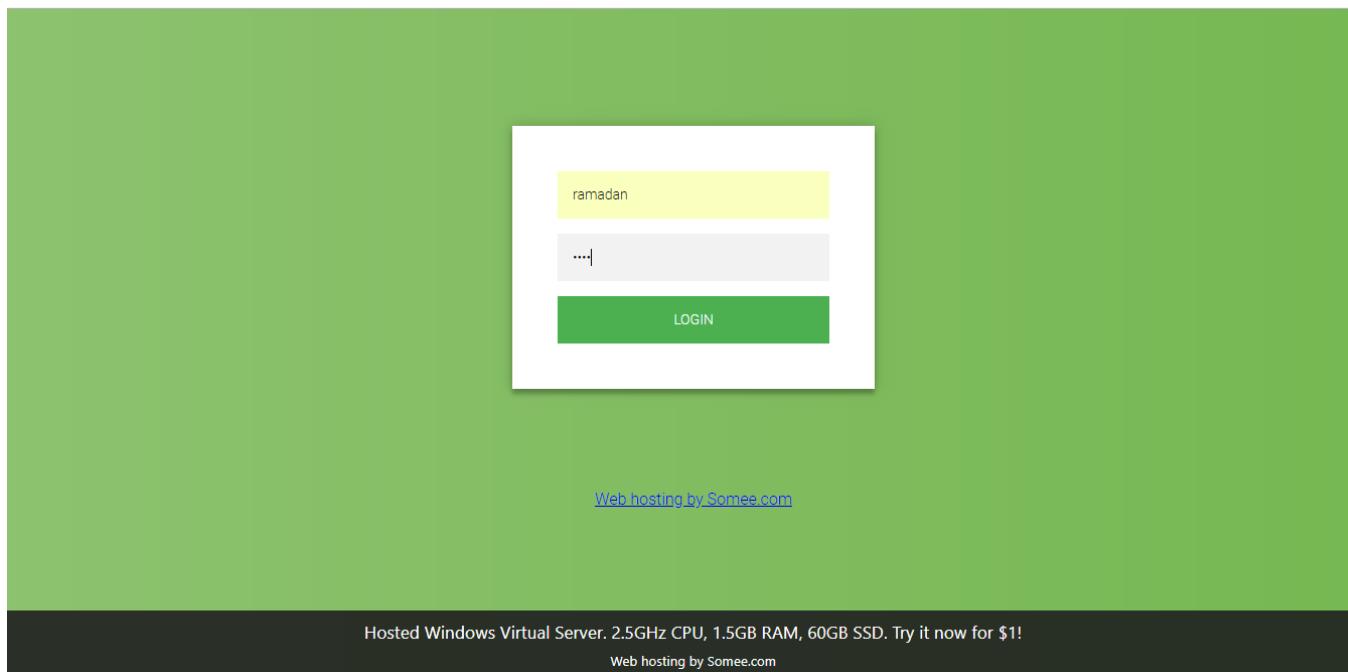 ramadan
••••
LOGIN
Web hosting by Somee.com
Hosted Windows Virtual Server. 2.5GHz CPU, 1.5GB RAM, 60GB SSD. Try it now for $1!
Web hosting by Somee.com